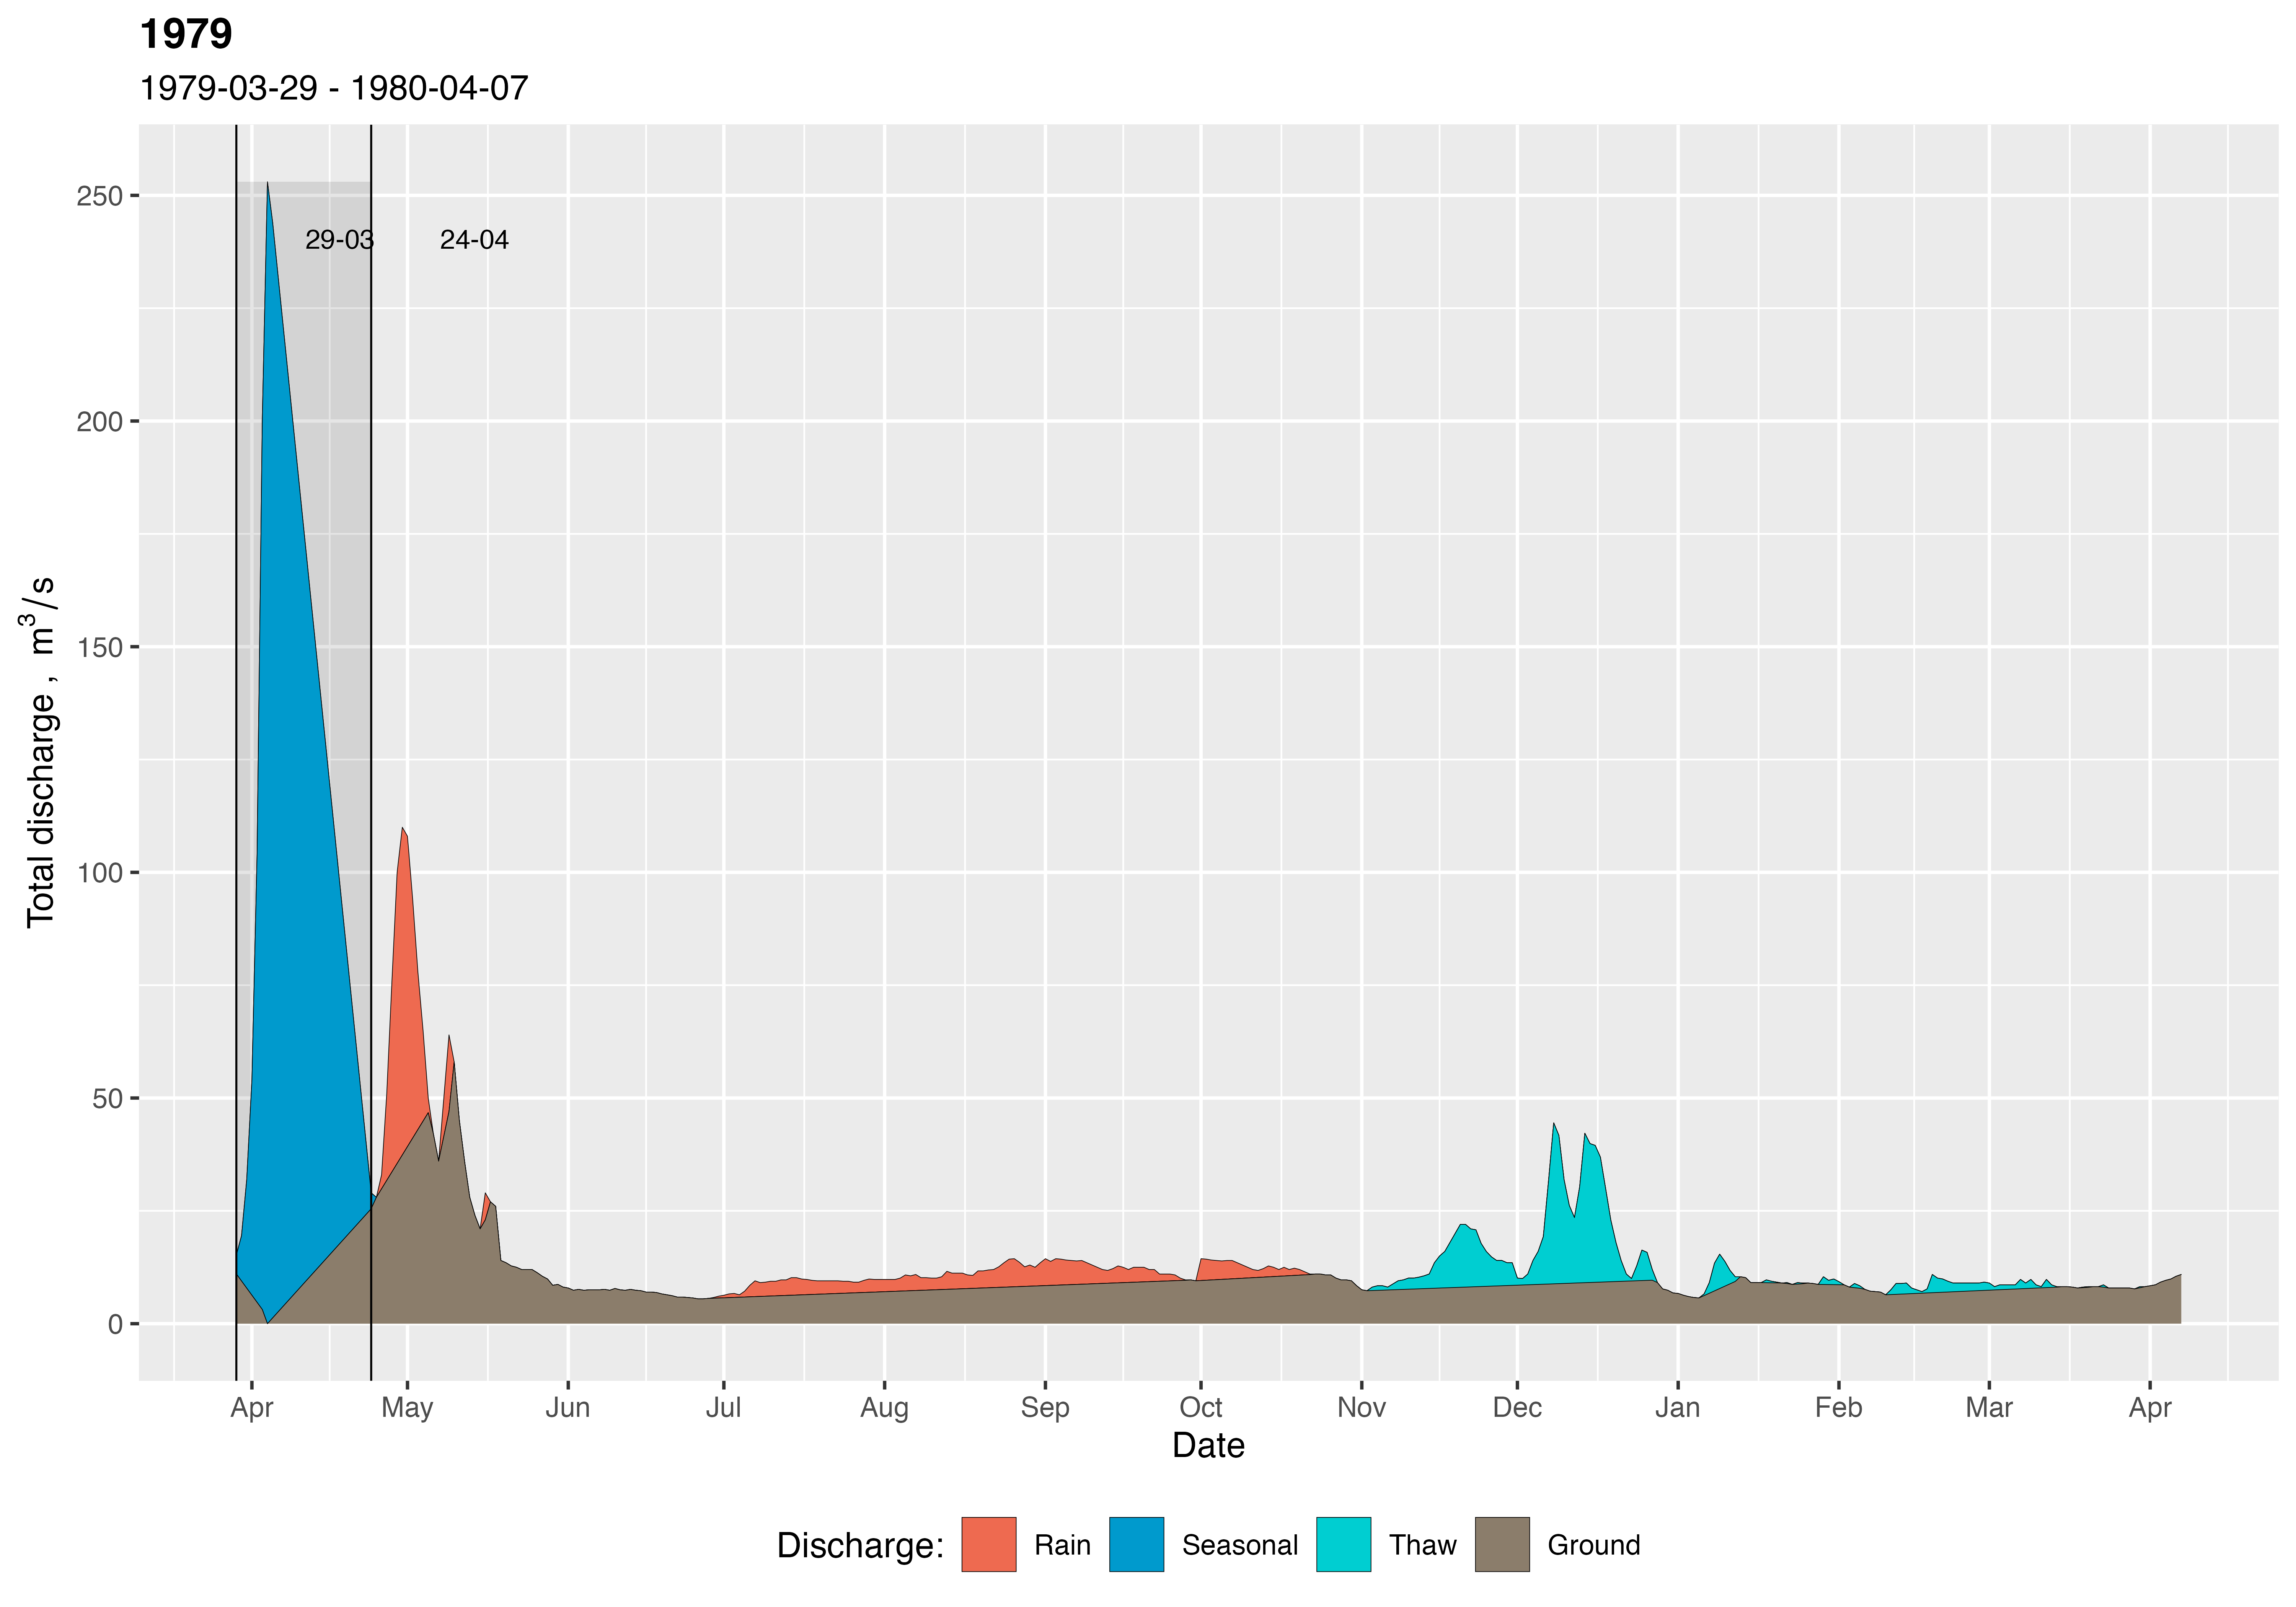 1979
1979-03-29 - 1980-04-07
250
200
150
100
50
0
29-03
24-04
Total discharge , m³/s
Apr May Jun Jul Aug Sep Oct Nov Dec Jan Feb Mar Apr
Date
Discharge: Rain Seasonal Thaw Ground